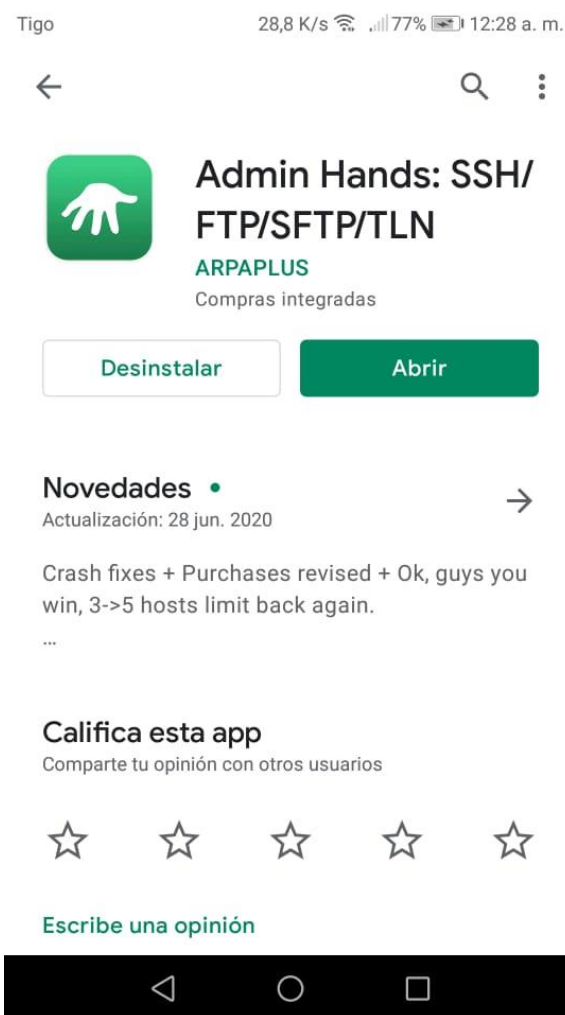 Tigo 28,8 K/s 77% 12:28 a. m.
Admin Hands: SSH/
FTP/SFTP/TLN
ARPAPLUS
Compras integradas
Desinstalar Abrir
Novedades •
Actualización: 28 jun. 2020
Crash fixes + Purchases revised + Ok, guys you
win, 3->5 hosts limit back again.
...
Califica esta app
Comparte tu opinión con otros usuarios
Escribe una opinión